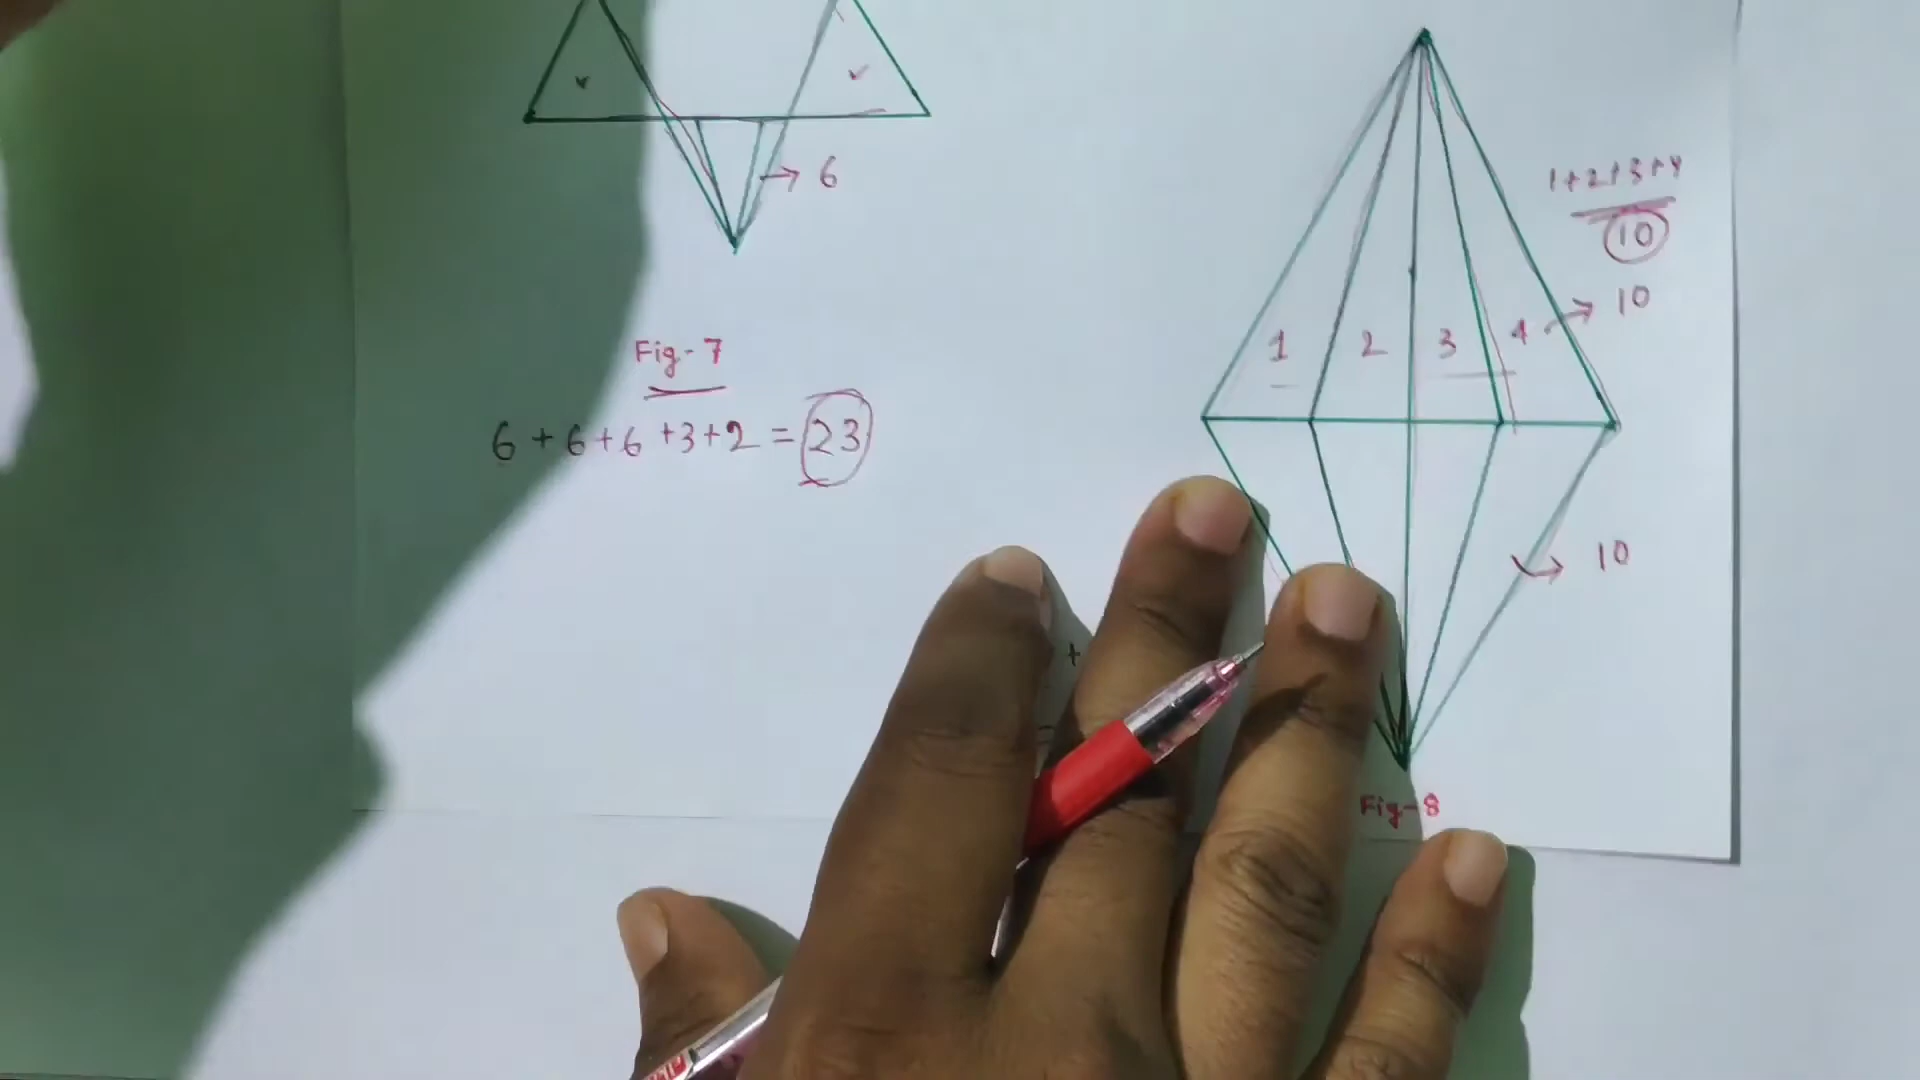 6
Fig-7
6+6+6+3+2=23
1+2+3+4
10
1 2 3 4 → 10
→ 10
+
=
Fig-8